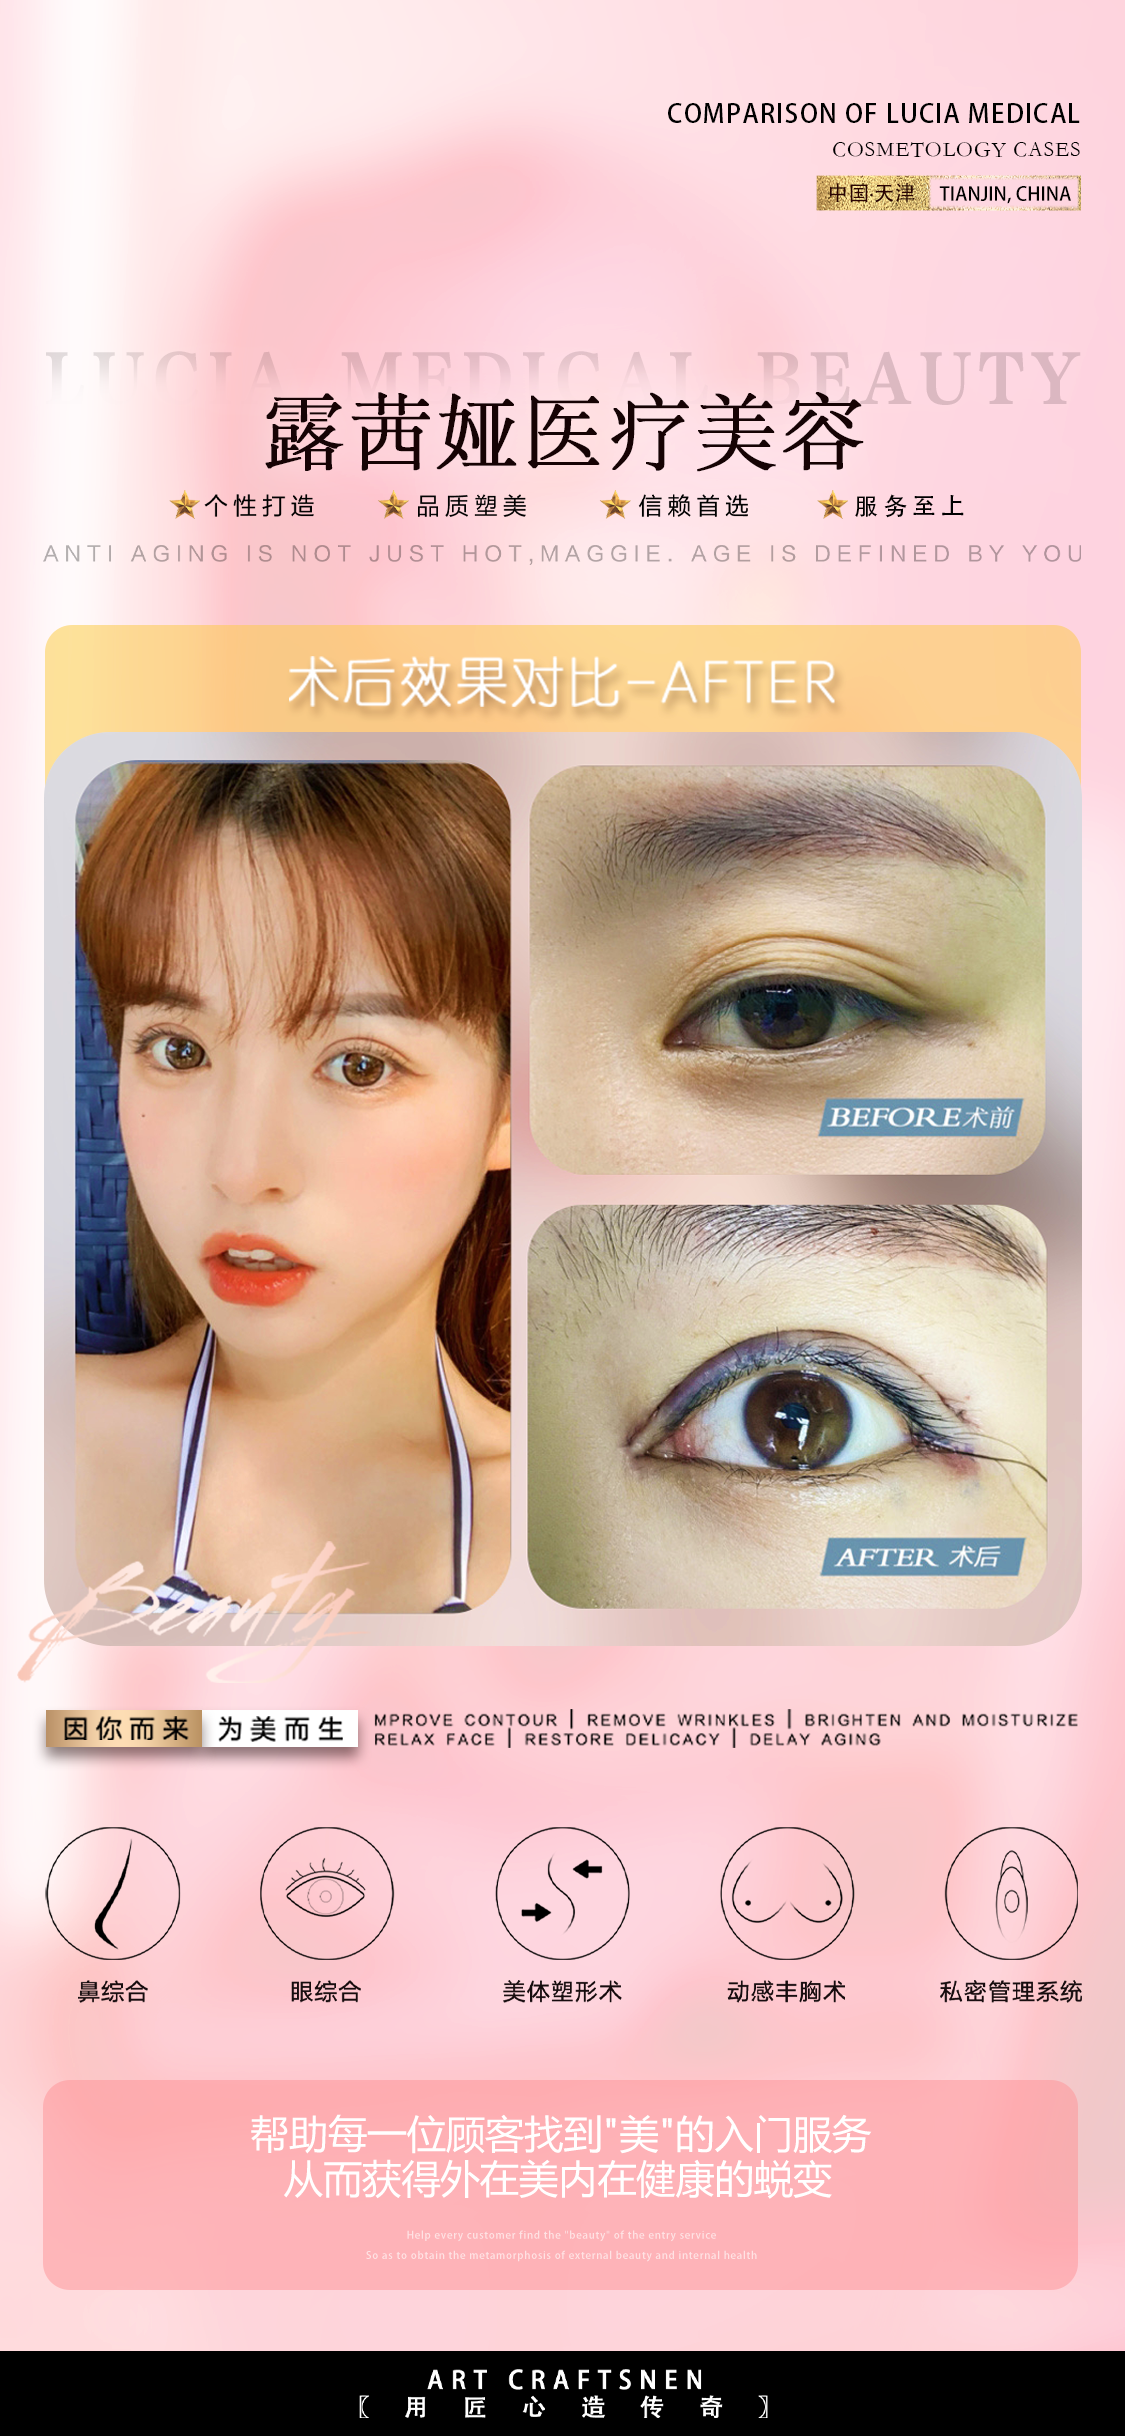 COMPARISON OF LUCIA MEDICAL
COSMETOLOGY CASES
中国·天津 TIANJIN, CHINA
LUCIA MEDICAL BEAUTY
露茜娅医疗美容
个性打造 品质塑美 信赖首选 服务至上
ANTI AGING IS NOT JUST HOT,MAGGIE. AGE IS DEFINED BY YOU
术后效果对比-AFTER
BEFORE术前
AFTER 术后
Beauty
因你而来 为美而生
MPROVE CONTOUR | REMOVE WRINKLES | BRIGHTEN AND MOISTURIZE
RELAX FACE | RESTORE DELICACY | DELAY AGING
鼻综合 眼综合 美体塑形术 动感丰胸术 私密管理系统
帮助每一位顾客找到"美"的入门服务
从而获得外在美内在健康的蜕变
Help every customer find the "beauty" of the entry service
So as to obtain the metamorphosis of external beauty and internal health
ART CRAFTSNEN
〖用匠心造传奇〗